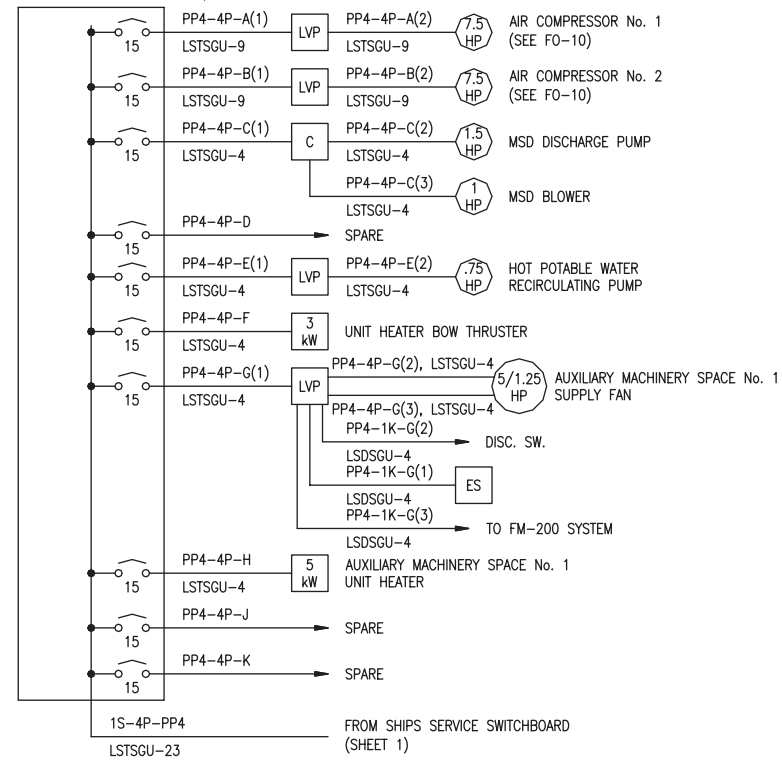 PP4-4P-A(1) PP4-4P-A(2) AIR COMPRESSOR No. 1
LVP 7.5 HP
15 LSTSGU-9 LSTSGU-9 (SEE FO-10)
PP4-4P-B(1) PP4-4P-B(2) AIR COMPRESSOR No. 2
LVP 7.5 HP
15 LSTSGU-9 LSTSGU-9 (SEE FO-10)
PP4-4P-C(1) PP4-4P-C(2)
C 1.5 HP MSD DISCHARGE PUMP
15 LSTSGU-4 LSTSGU-4
PP4-4P-C(3)
1 HP MSD BLOWER
LSTSGU-4
PP4-4P-D
SPARE
15
PP4-4P-E(1) PP4-4P-E(2) HOT POTABLE WATER
LVP .75 HP
15 LSTSGU-4 LSTSGU-4 RECIRCULATING PUMP
PP4-4P-F
3 kW UNIT HEATER BOW THRUSTER
15 LSTSGU-4
PP4-4P-G(1) PP4-4P-G(2), LSTSGU-4
LVP 5/1.25 HP AUXILIARY MACHINERY SPACE No. 1
15 LSTSGU-4 SUPPLY FAN
PP4-4P-G(3), LSTSGU-4
PP4-1K-G(2)
DISC. SW.
LSDSGU-4
PP4-1K-G(1)
ES
LSDSGU-4
PP4-1K-G(3)
TO FM-200 SYSTEM
LSDSGU-4
PP4-4P-H 5 kW AUXILIARY MACHINERY SPACE No. 1
15 LSTSGU-4 UNIT HEATER
PP4-4P-J
SPARE
15
PP4-4P-K
SPARE
15
1S-4P-PP4 FROM SHIPS SERVICE SWITCHBOARD
LSTSGU-23 (SHEET 1)